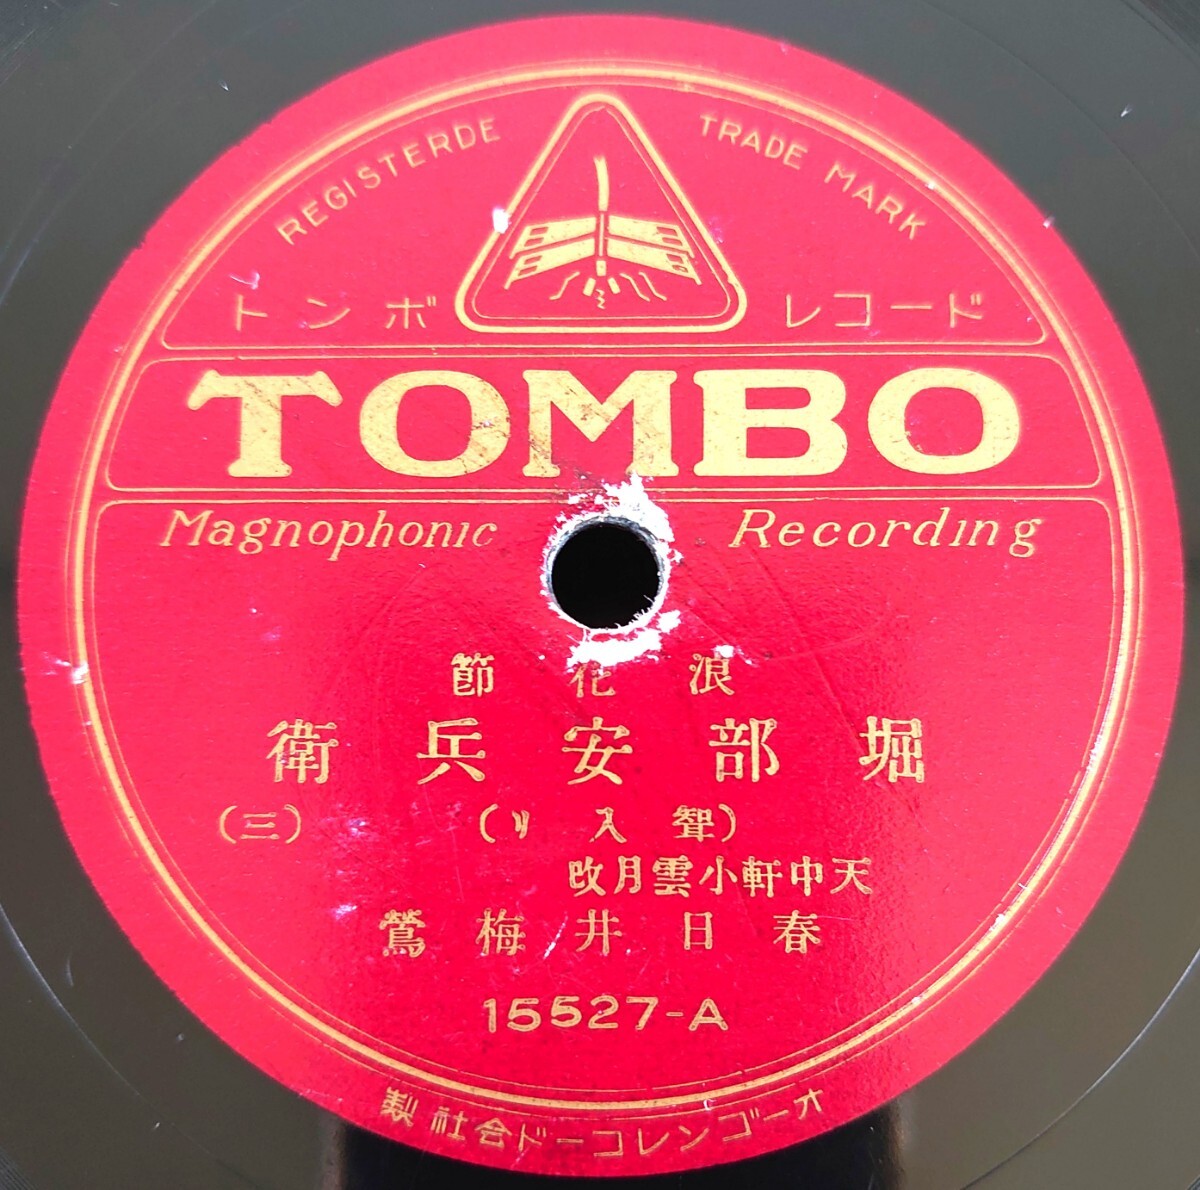 REGISTERDE TRADE MARK
トンボ レコード
TOMBO
Magnophonic Recording
浪花節
堀部安兵衛
(聟入り) (三)
天中軒小雲月改
春日井梅鶯
15527-A
オーゴンレコード会社製